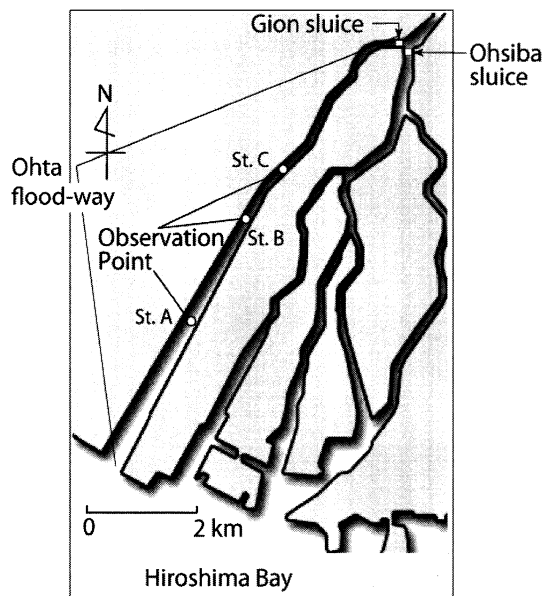 Gion sluice
Ohsiba
sluice
N
Ohta
flood-way
St. C
Observation
Point
St. B
St. A
0 2 km
Hiroshima Bay